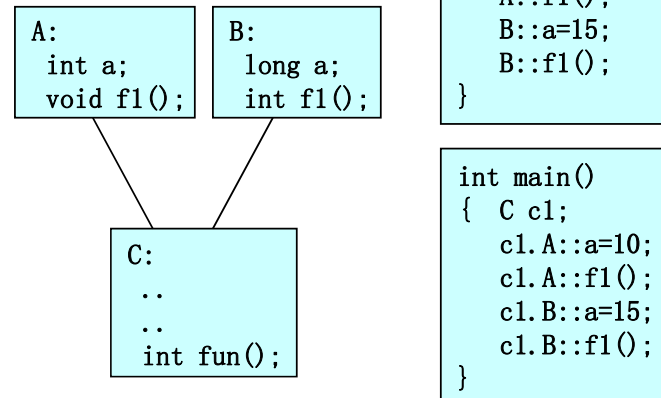 A:
int a;
void f1();
B:
long a;
int f1();
C:
..
..
int fun();
A::f1();
B::a=15;
B::f1();
}
int main()
{ C c1;
c1.A::a=10;
c1.A::f1();
c1.B::a=15;
c1.B::f1();
}